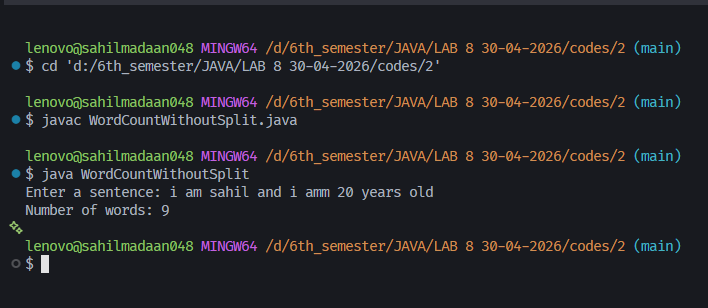 lenovo@sahilmadaan048 MINGW64 /d/6th_semester/JAVA/LAB 8 30-04-2026/codes/2 (main)
$ cd 'd:/6th_semester/JAVA/LAB 8 30-04-2026/codes/2'
lenovo@sahilmadaan048 MINGW64 /d/6th_semester/JAVA/LAB 8 30-04-2026/codes/2 (main)
$ javac WordCountWithoutSplit.java
lenovo@sahilmadaan048 MINGW64 /d/6th_semester/JAVA/LAB 8 30-04-2026/codes/2 (main)
$ java WordCountWithoutSplit
Enter a sentence: i am sahil and i amm 20 years old
Number of words: 9
lenovo@sahilmadaan048 MINGW64 /d/6th_semester/JAVA/LAB 8 30-04-2026/codes/2 (main)
$